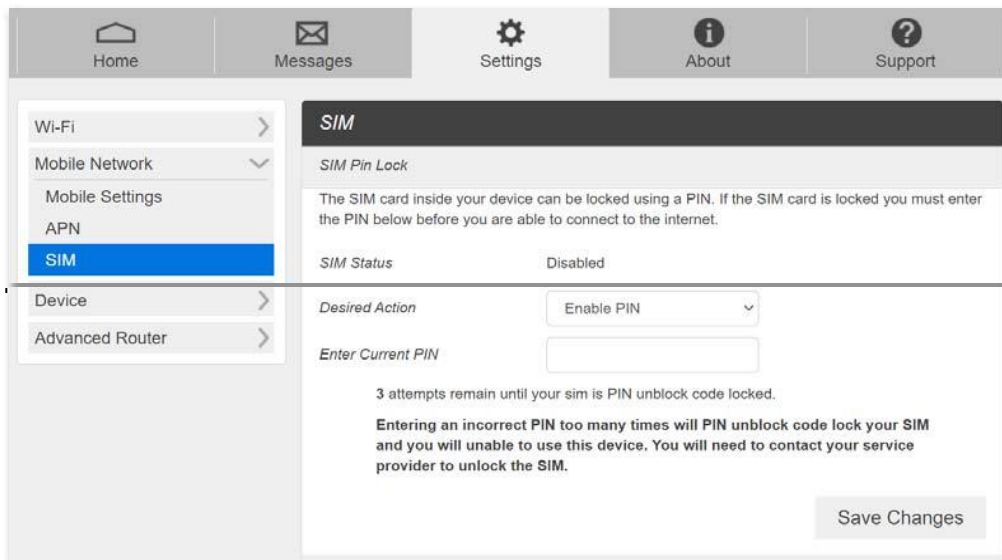 Home
Messages
Settings
About
Support
Wi-Fi
Mobile Network
Mobile Settings
APN
SIM
Device
Advanced Router
SIM
SIM Pin Lock
The SIM card inside your device can be locked using a PIN. If the SIM card is locked you must enter
the PIN below before you are able to connect to the internet.
SIM Status Disabled
Desired Action Enable PIN
Enter Current PIN
3 attempts remain until your sim is PIN unblock code locked.
Entering an incorrect PIN too many times will PIN unblock code lock your SIM
and you will unable to use this device. You will need to contact your service
provider to unlock the SIM.
Save Changes